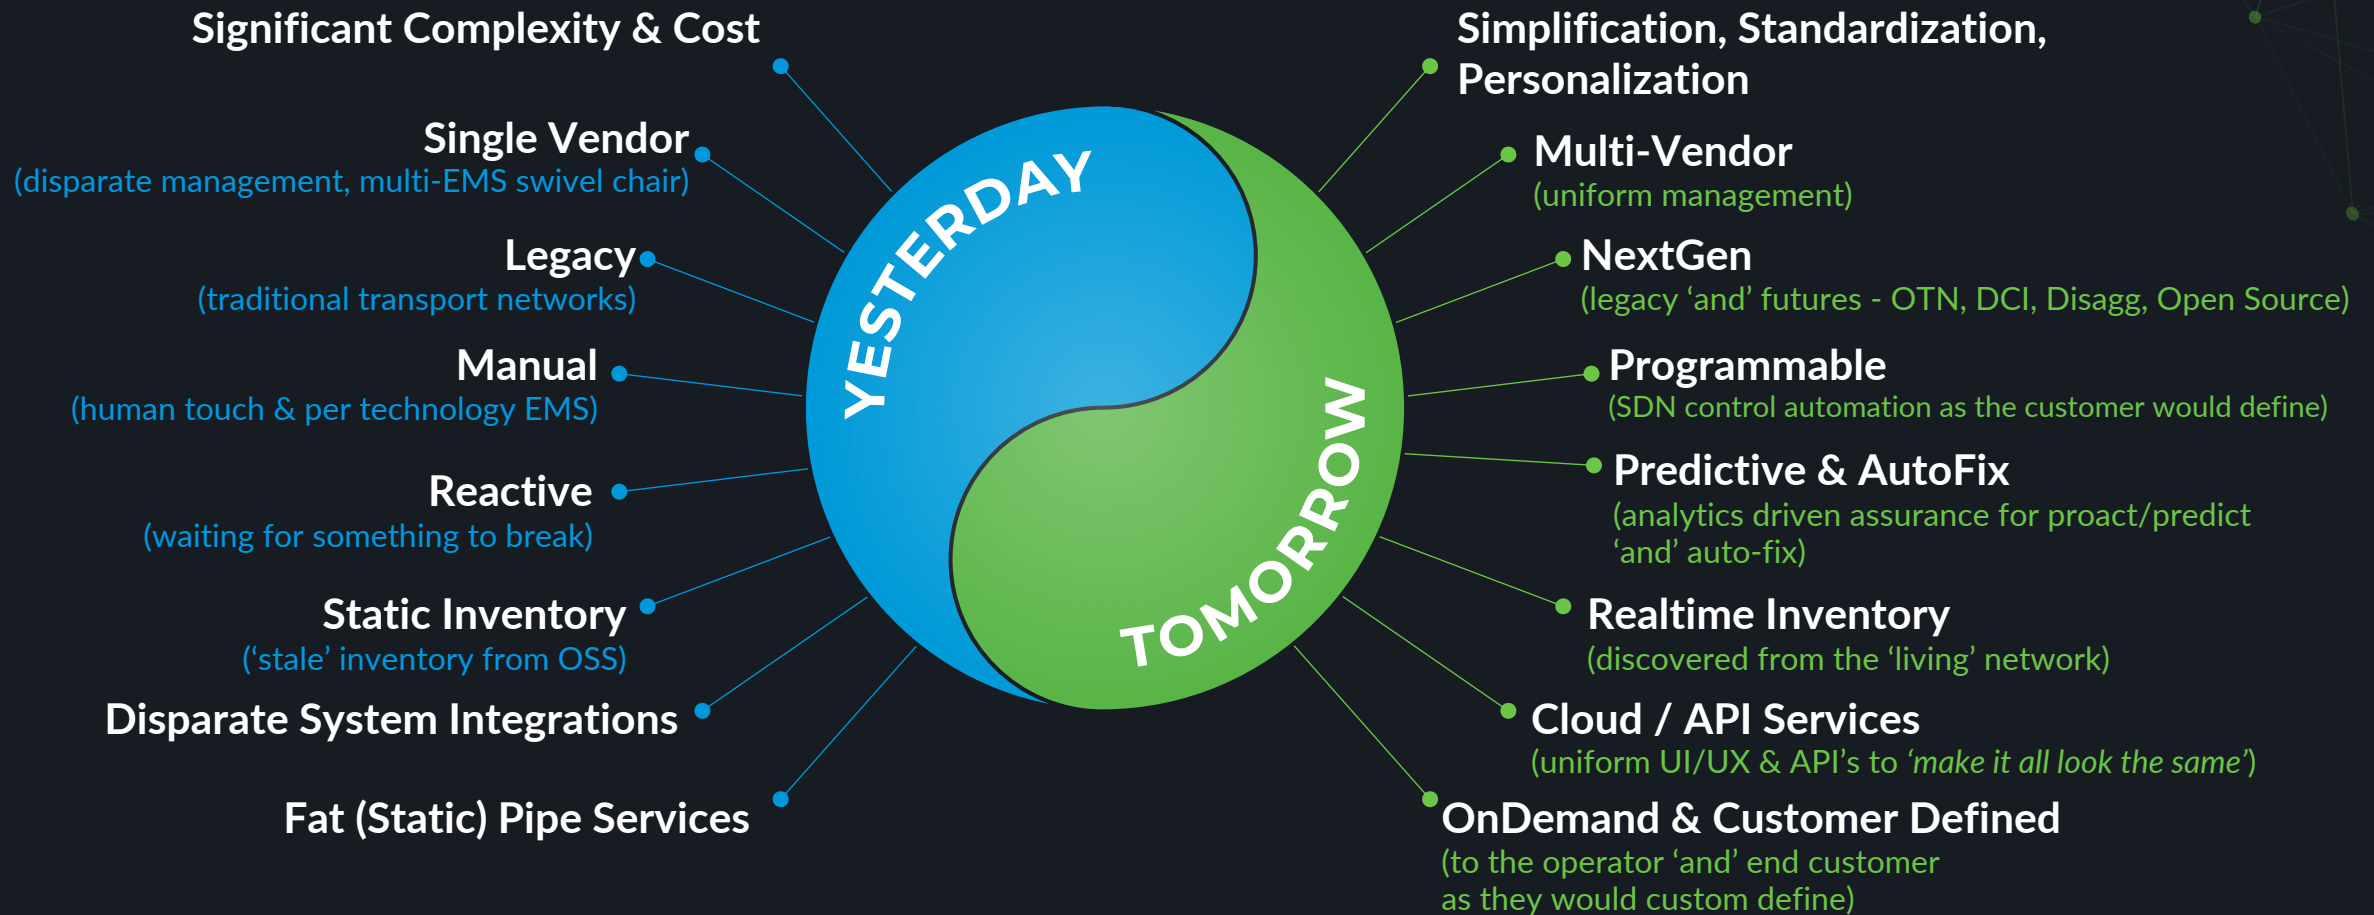 Significant Complexity & Cost
Single Vendor
(disparate management, multi-EMS swivel chair)
Legacy
(traditional transport networks)
Manual
(human touch & per technology EMS)
Reactive
(waiting for something to break)
Static Inventory
(‘stale’ inventory from OSS)
Disparate System Integrations
Fat (Static) Pipe Services
YESTERDAY
TOMORROW
Simplification, Standardization,
Personalization
Multi-Vendor
(uniform management)
NextGen
(legacy ‘and’ futures - OTN, DCI, Disagg, Open Source)
Programmable
(SDN control automation as the customer would define)
Predictive & AutoFix
(analytics driven assurance for proact/predict
‘and’ auto-fix)
Realtime Inventory
(discovered from the ‘living’ network)
Cloud / API Services
(uniform UI/UX & API’s to ‘make it all look the same’)
OnDemand & Customer Defined
(to the operator ‘and’ end customer
as they would custom define)